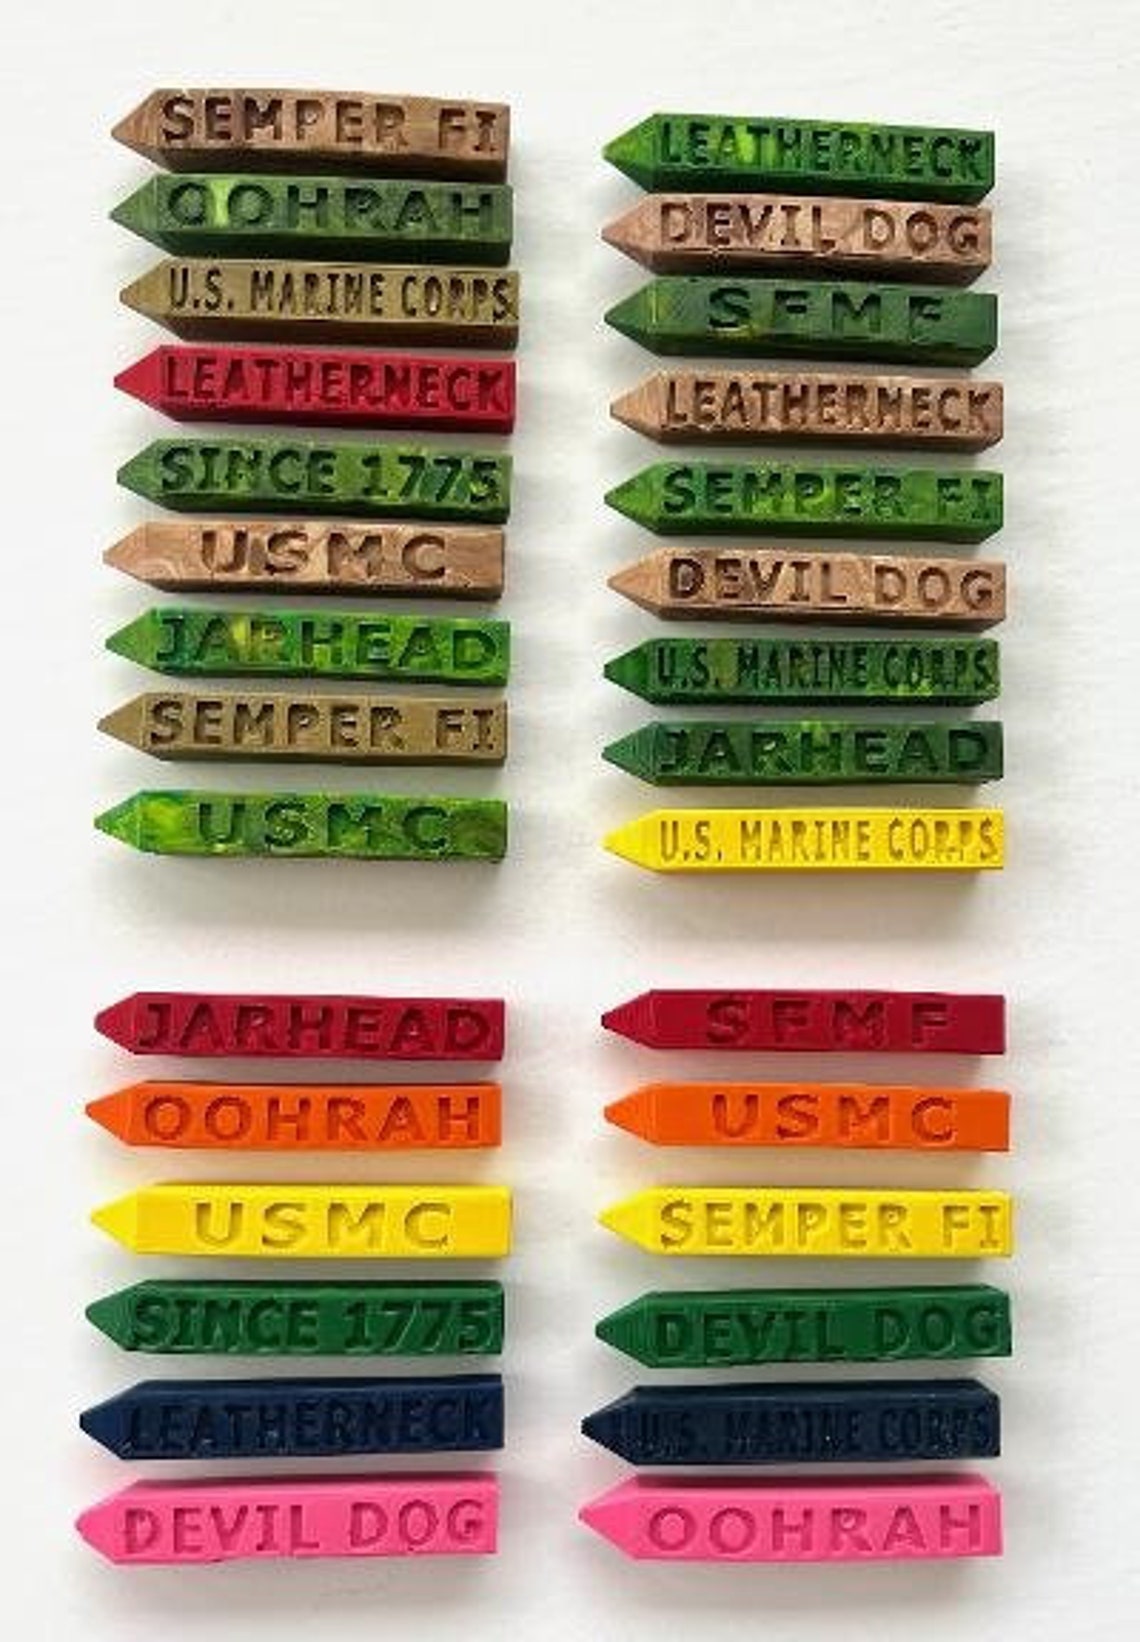 SEMPER FI
OOHRAH
U.S. MARINE CORPS
LEATHERNECK
SINCE 1775
USMC
JARHEAD
SEMPER FI
USMC
LEATHERNECK
DEVIL DOG
SFMF
LEATHERNECK
SEMPER FI
DEVIL DOG
U.S. MARINE CORPS
JARHEAD
U.S. MARINE CORPS
JARHEAD
OOHRAH
USMC
SINCE 1775
LEATHERNECK
DEVIL DOG
SFMF
USMC
SEMPER FI
DEVIL DOG
U.S. MARINE CORPS
OOHRAH